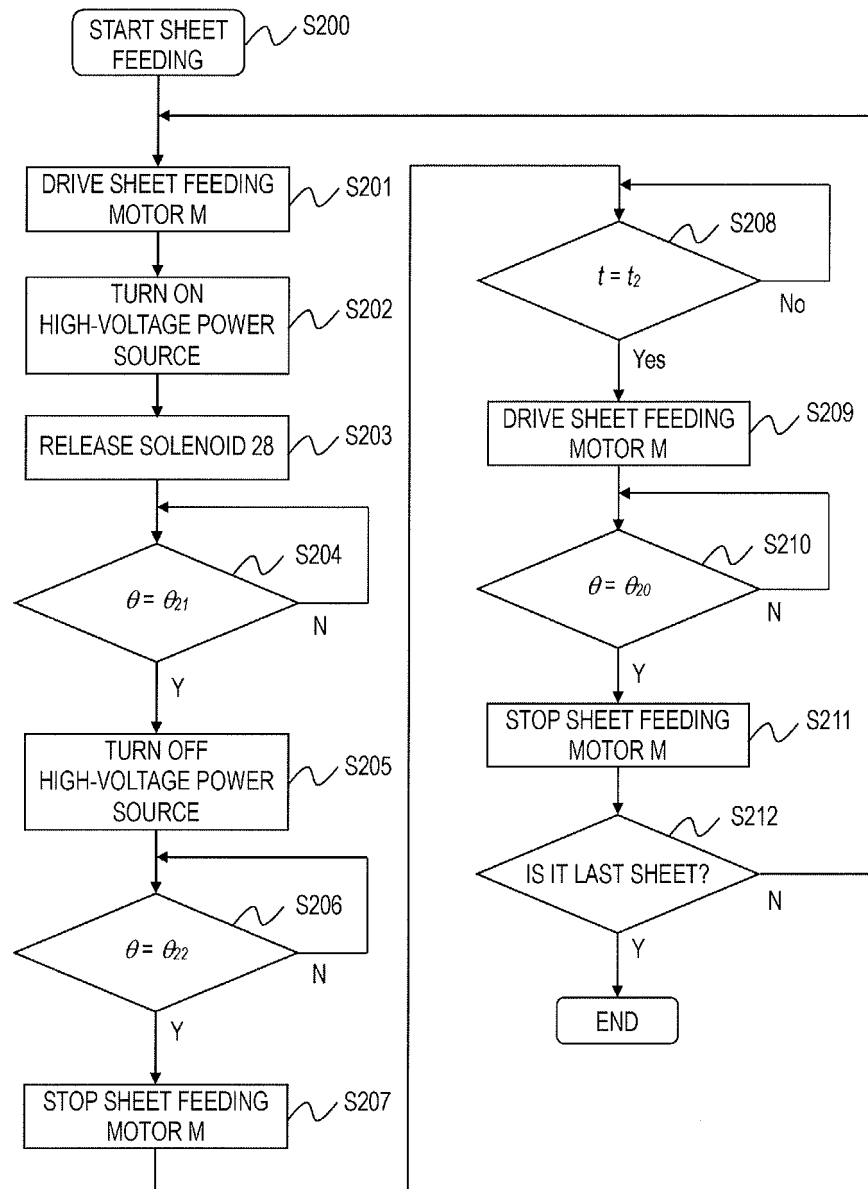 START SHEET
FEEDING
S200
DRIVE SHEET FEEDING
MOTOR M
S201
TURN ON
HIGH-VOLTAGE POWER
SOURCE
S202
RELEASE SOLENOID 28
S203
θ = θ21
S204
N
Y
TURN OFF
HIGH-VOLTAGE POWER
SOURCE
S205
θ = θ22
S206
N
Y
STOP SHEET FEEDING
MOTOR M
S207
t = t2
S208
No
Yes
DRIVE SHEET FEEDING
MOTOR M
S209
θ = θ20
S210
N
Y
STOP SHEET FEEDING
MOTOR M
S211
IS IT LAST SHEET?
S212
N
Y
END